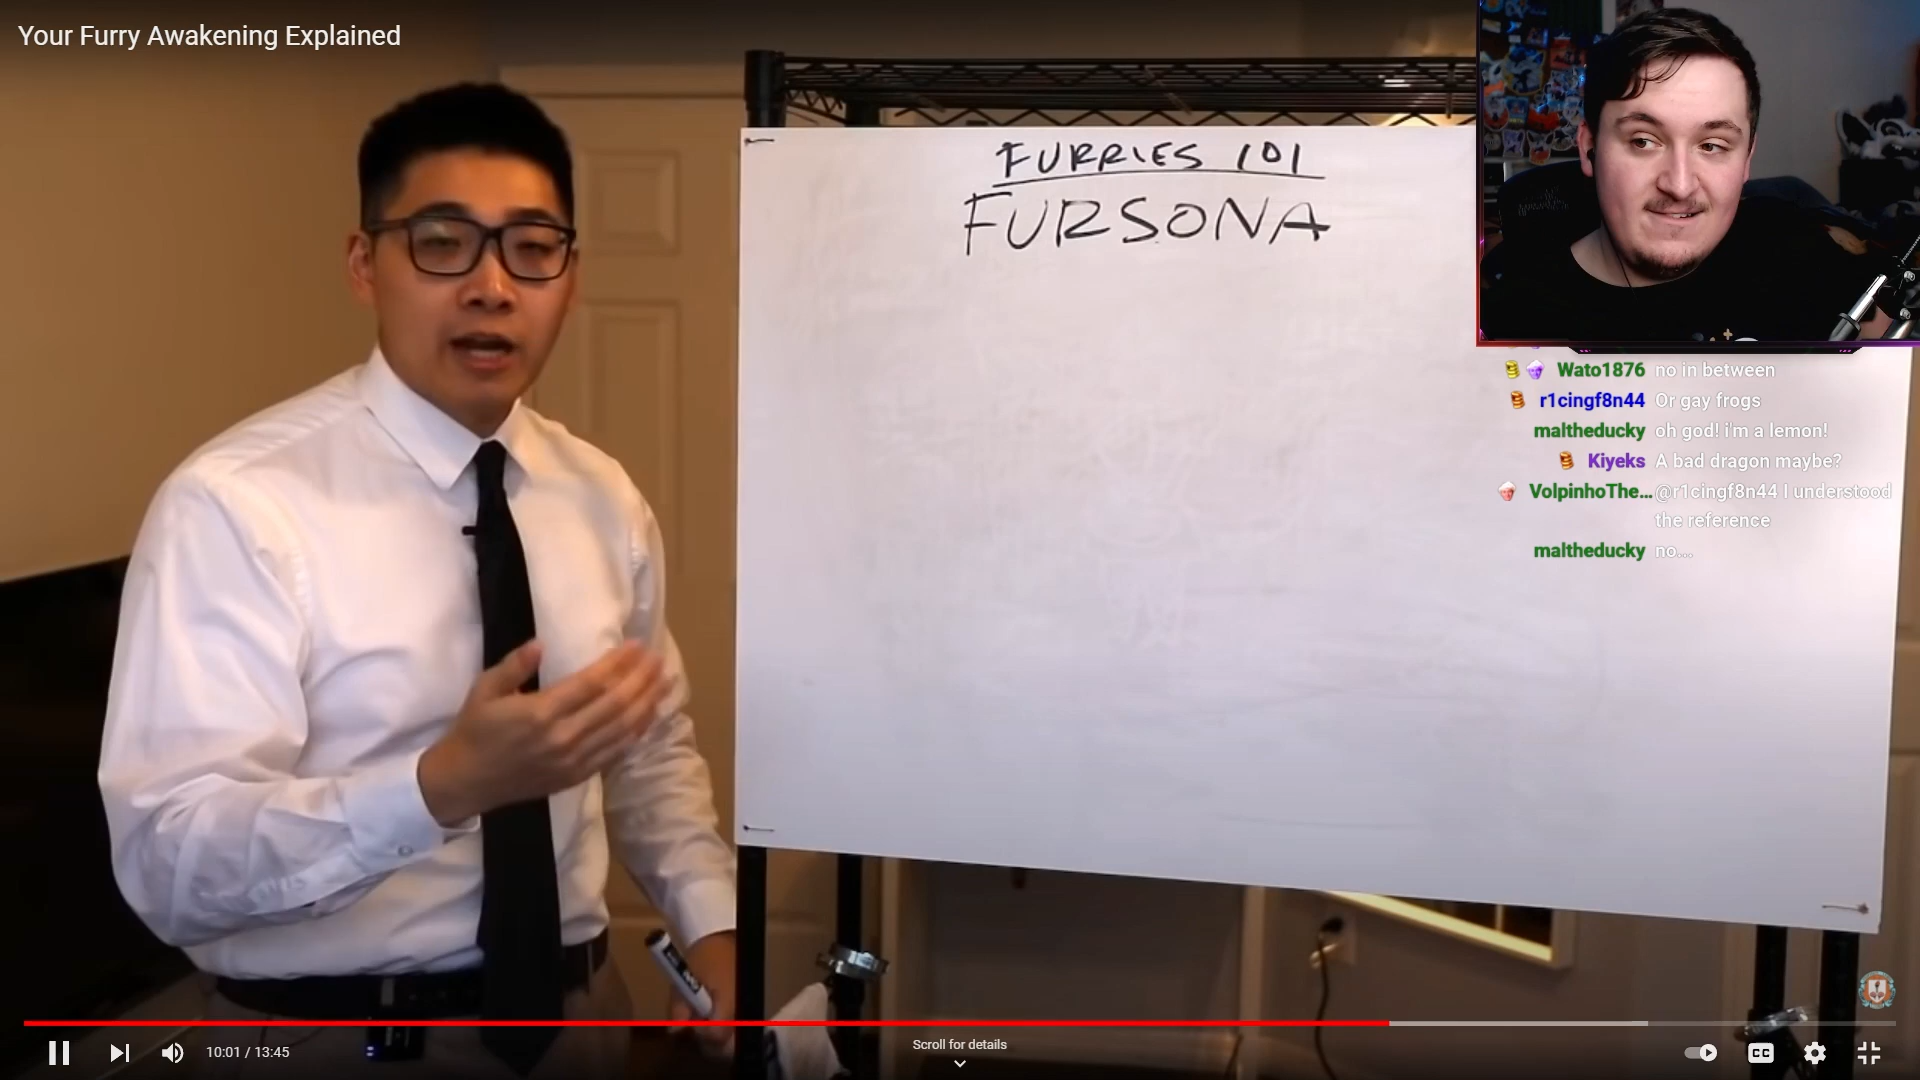 Your Furry Awakening Explained
FURRIES 101
FURSONA
Wato1876 no in between
r1cingf8n44 Or gay frogs
maltheducky oh god! i'm a lemon!
Kiyeks A bad dragon maybe?
VolpinhoThe... @r1cingf8n44 I understood
the reference
maltheducky no...
10:01 / 13:45
Scroll for details
CC